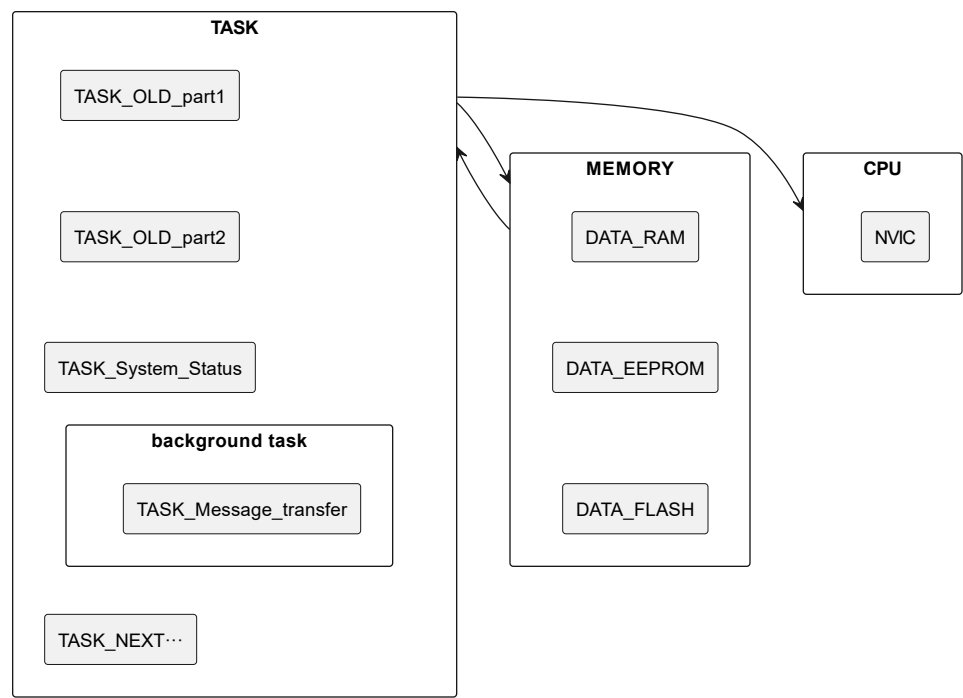 TASK
TASK_OLD_part1
TASK_OLD_part2
TASK_System_Status
background task
TASK_Message_transfer
TASK_NEXT⋯
MEMORY
DATA_RAM
DATA_EEPROM
DATA_FLASH
CPU
NVIC